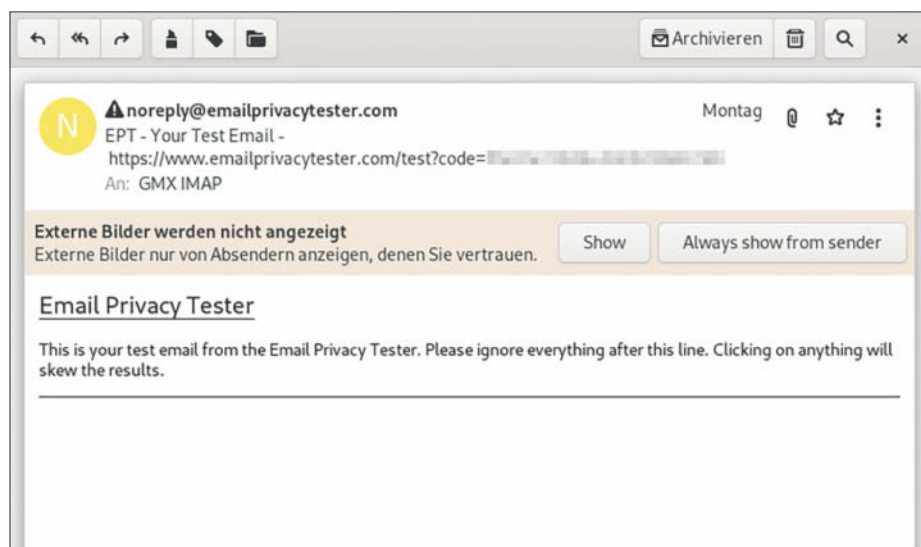 Archivieren
N
noreply@emailprivacytester.com
Montag
EPT - Your Test Email -
https://www.emailprivacytester.com/test?code=
An: GMX IMAP
Externe Bilder werden nicht angezeigt
Externe Bilder nur von Absendern anzeigen, denen Sie vertrauen.
Show
Always show from sender
Email Privacy Tester
This is your test email from the Email Privacy Tester. Please ignore everything after this line. Clicking on anything will
skew the results.